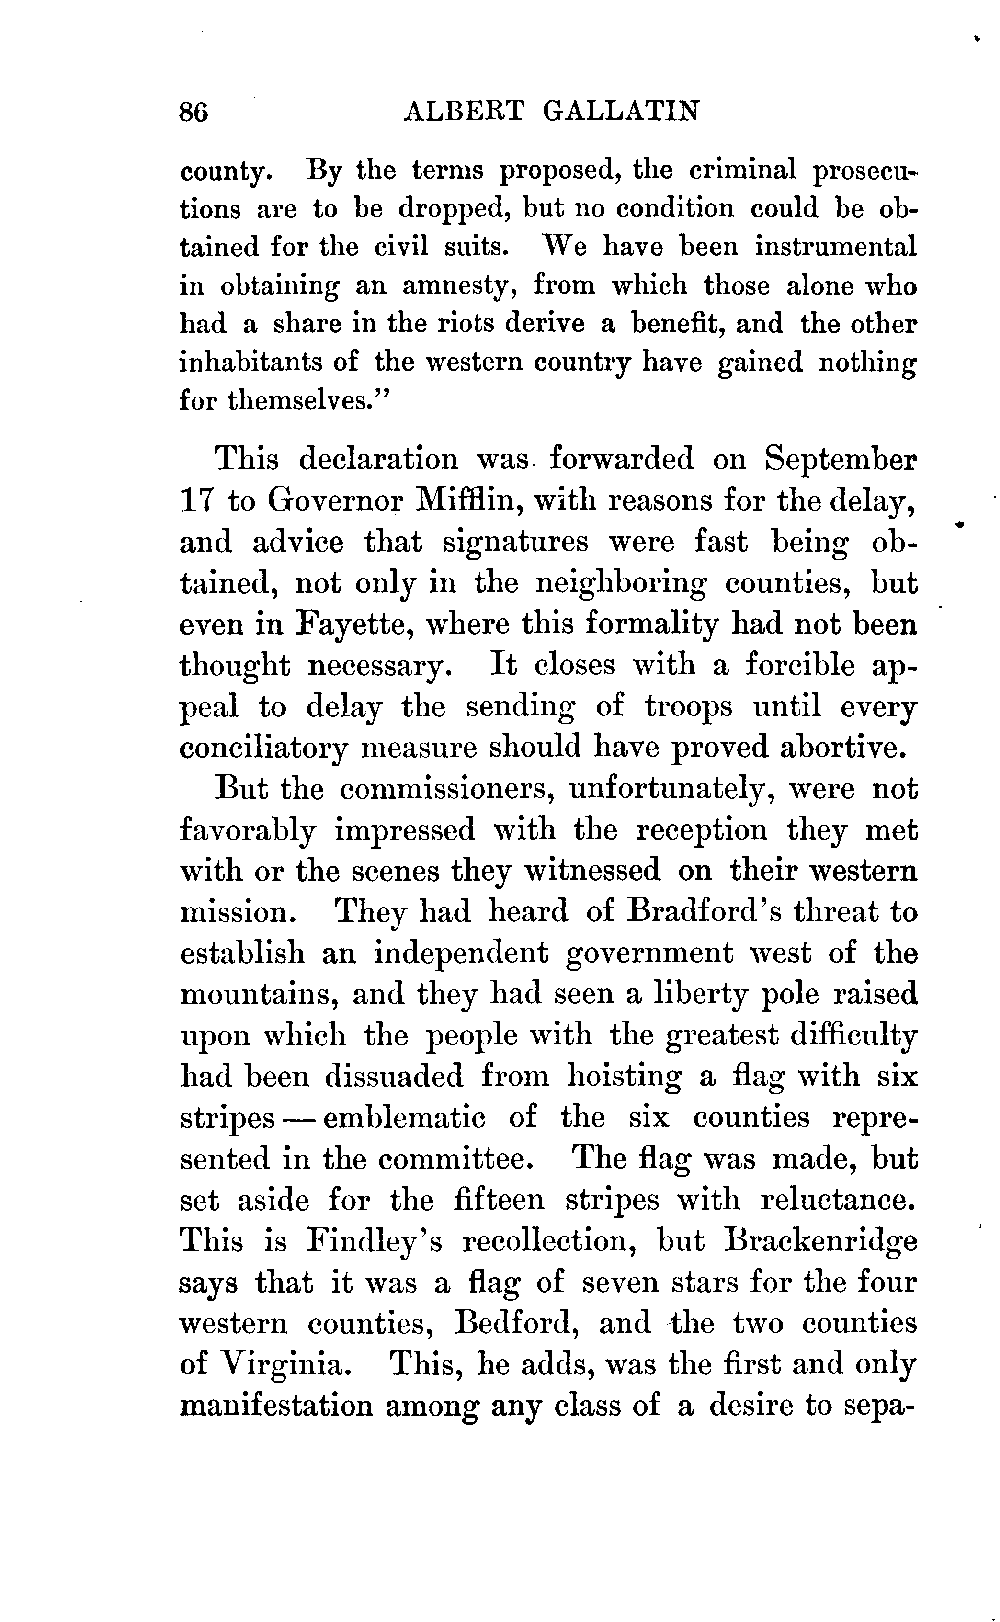 86 ALBERT GALLATIN
county. By the terms proposed, the criminal prosecu-
tions are to be dropped, but no condition could be ob-
tained for the civil suits. We have been instrumental
in obtaining an amnesty, from which those alone who
had a share in the riots derive a benefit, and the other
inhabitants of the western country have gained nothing
for themselves.”
This declaration was forwarded on September
17 to Governor Mifflin, with reasons for the delay,
and advice that signatures were fast being ob-
tained, not only in the neighboring counties, but
even in Fayette, where this formality had not been
thought necessary. It closes with a forcible ap-
peal to delay the sending of troops until every
conciliatory measure should have proved abortive.
But the commissioners, unfortunately, were not
favorably impressed with the reception they met
with or the scenes they witnessed on their western
mission. They had heard of Bradford’s threat to
establish an independent government west of the
mountains, and they had seen a liberty pole raised
upon which the people with the greatest difficulty
had been dissuaded from hoisting a flag with six
stripes — emblematic of the six counties repre-
sented in the committee. The flag was made, but
set aside for the fifteen stripes with reluctance.
This is Findley’s recollection, but Brackenridge
says that it was a flag of seven stars for the four
western counties, Bedford, and the two counties
of Virginia. This, he adds, was the first and only
manifestation among any class of a desire to sepa-